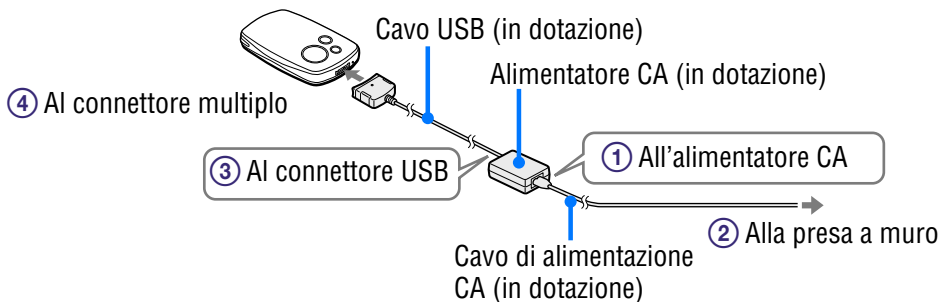 Cavo USB (in dotazione)
Alimentatore CA (in dotazione)
④ Al connettore multiplo
③ Al connettore USB
① All'alimentatore CA
② Alla presa a muro
Cavo di alimentazione
CA (in dotazione)